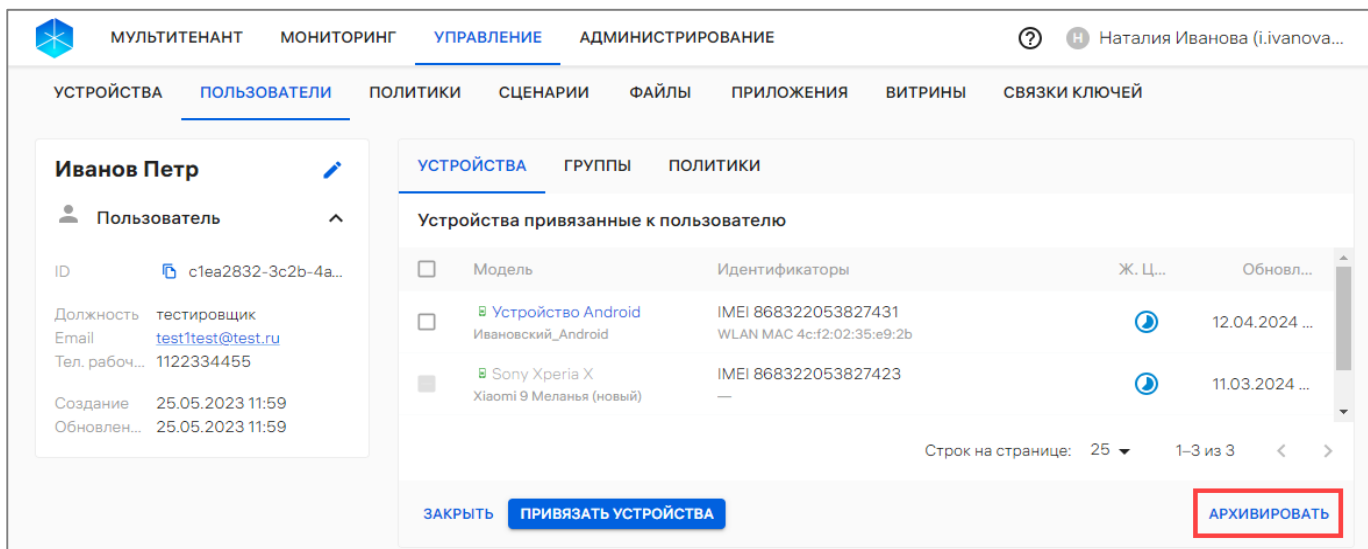 МУЛЬТИТЕНАНТ МОНИТОРИНГ УПРАВЛЕНИЕ АДМИНИСТРИРОВАНИЕ ? Н Наталия Иванова (i.ivanova...
УСТРОЙСТВА ПОЛЬЗОВАТЕЛИ ПОЛИТИКИ СЦЕНАРИИ ФАЙЛЫ ПРИЛОЖЕНИЯ ВИТРИНЫ СВЯЗКИ КЛЮЧЕЙ
Иванов Петр
Пользователь
ID c1ea2832-3c2b-4a...
Должность тестировщик
Email test1test@test.ru
Тел. рабоч... 1122334455
Создание 25.05.2023 11:59
Обновлен... 25.05.2023 11:59
УСТРОЙСТВА ГРУППЫ ПОЛИТИКИ
Устройства привязанные к пользователю
Модель Идентификаторы Ж. Ц... Обновл...
Устройство Android IMEI 868322053827431 12.04.2024 ...
Ивановский_Android WLAN MAC 4c:f2:02:35:e9:2b
Sony Xperia X IMEI 868322053827423 11.03.2024 ...
Xiaomi 9 Меланья (новый) —
Строк на странице: 25 1–3 из 3
ЗАКРЫТЬ ПРИВЯЗАТЬ УСТРОЙСТВА АРХИВИРОВАТЬ